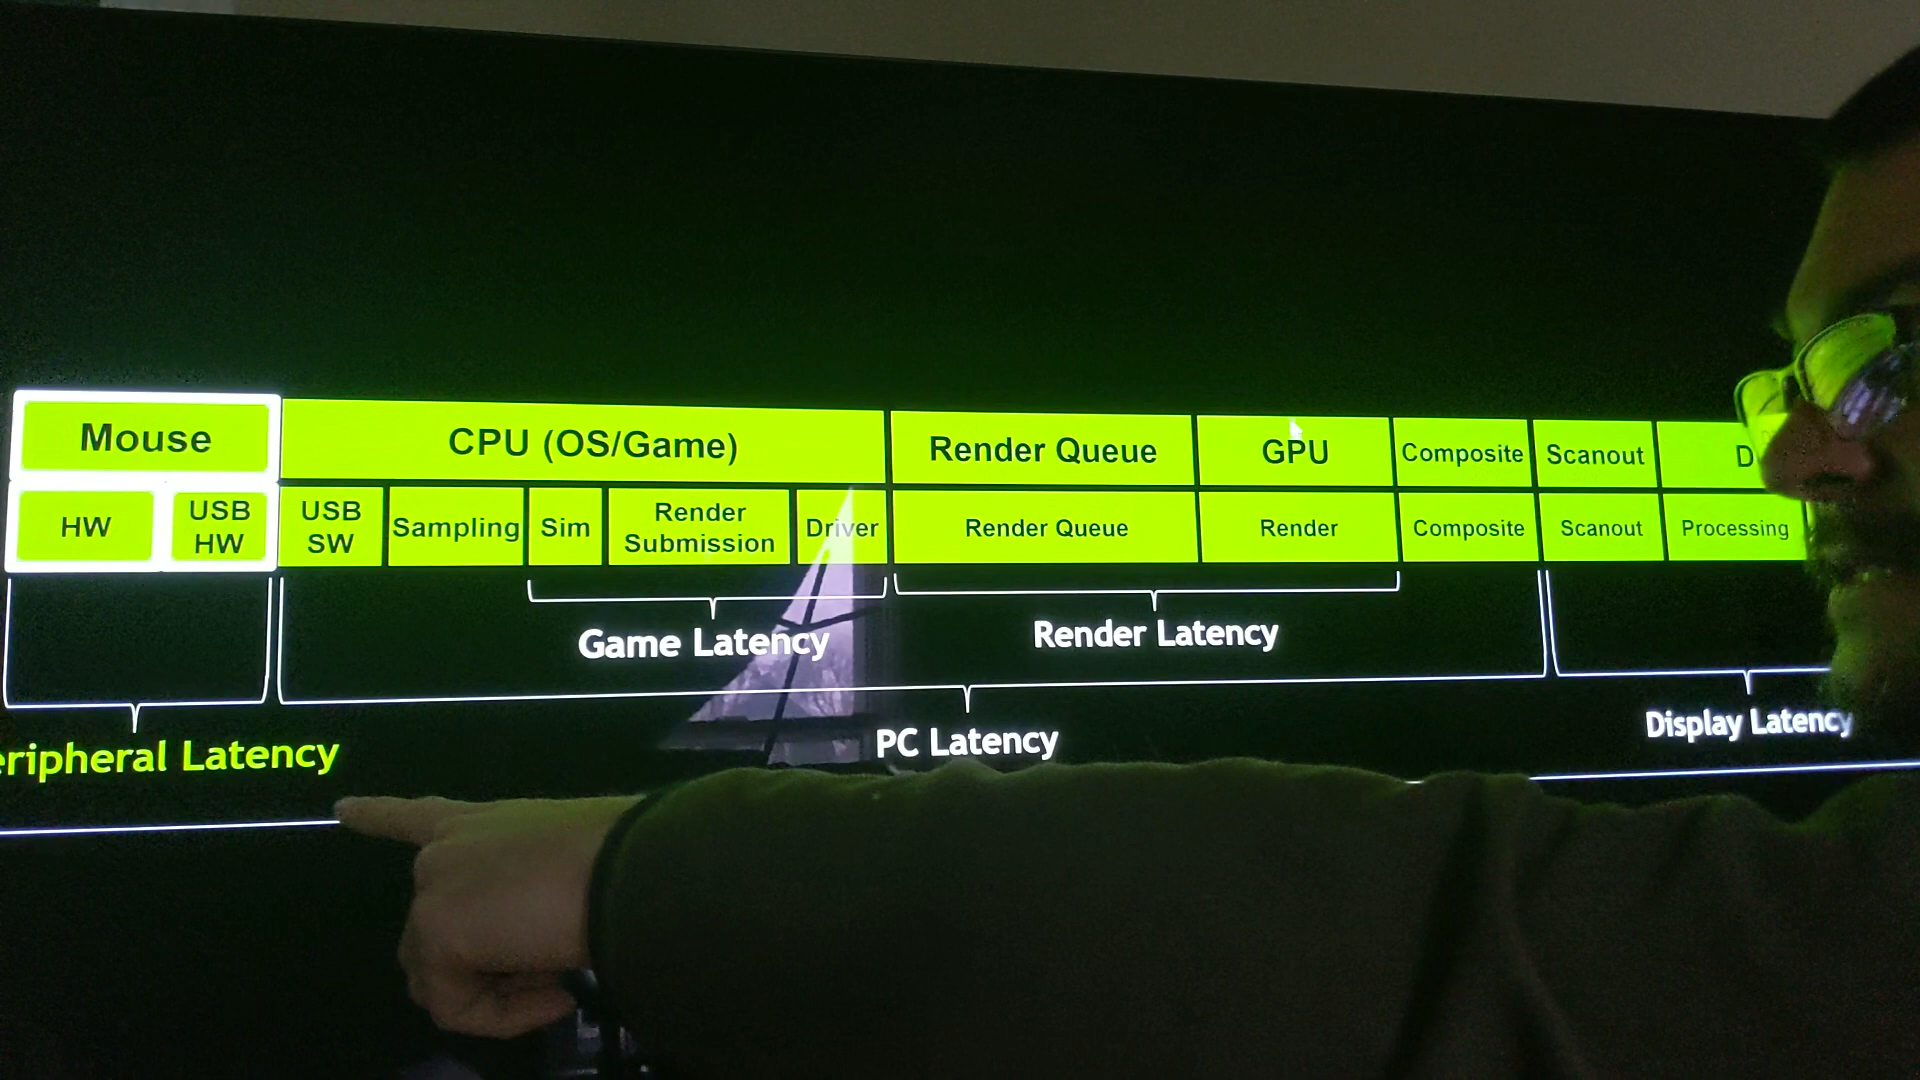 Mouse
CPU (OS/Game)
Render Queue
GPU
Composite
Scanout
HW
USB
HW
USB
SW
Sampling
Sim
Render
Submission
Driver
Render Queue
Render
Composite
Scanout
Processing
Game Latency
Render Latency
eripheral Latency
PC Latency
Display Latency